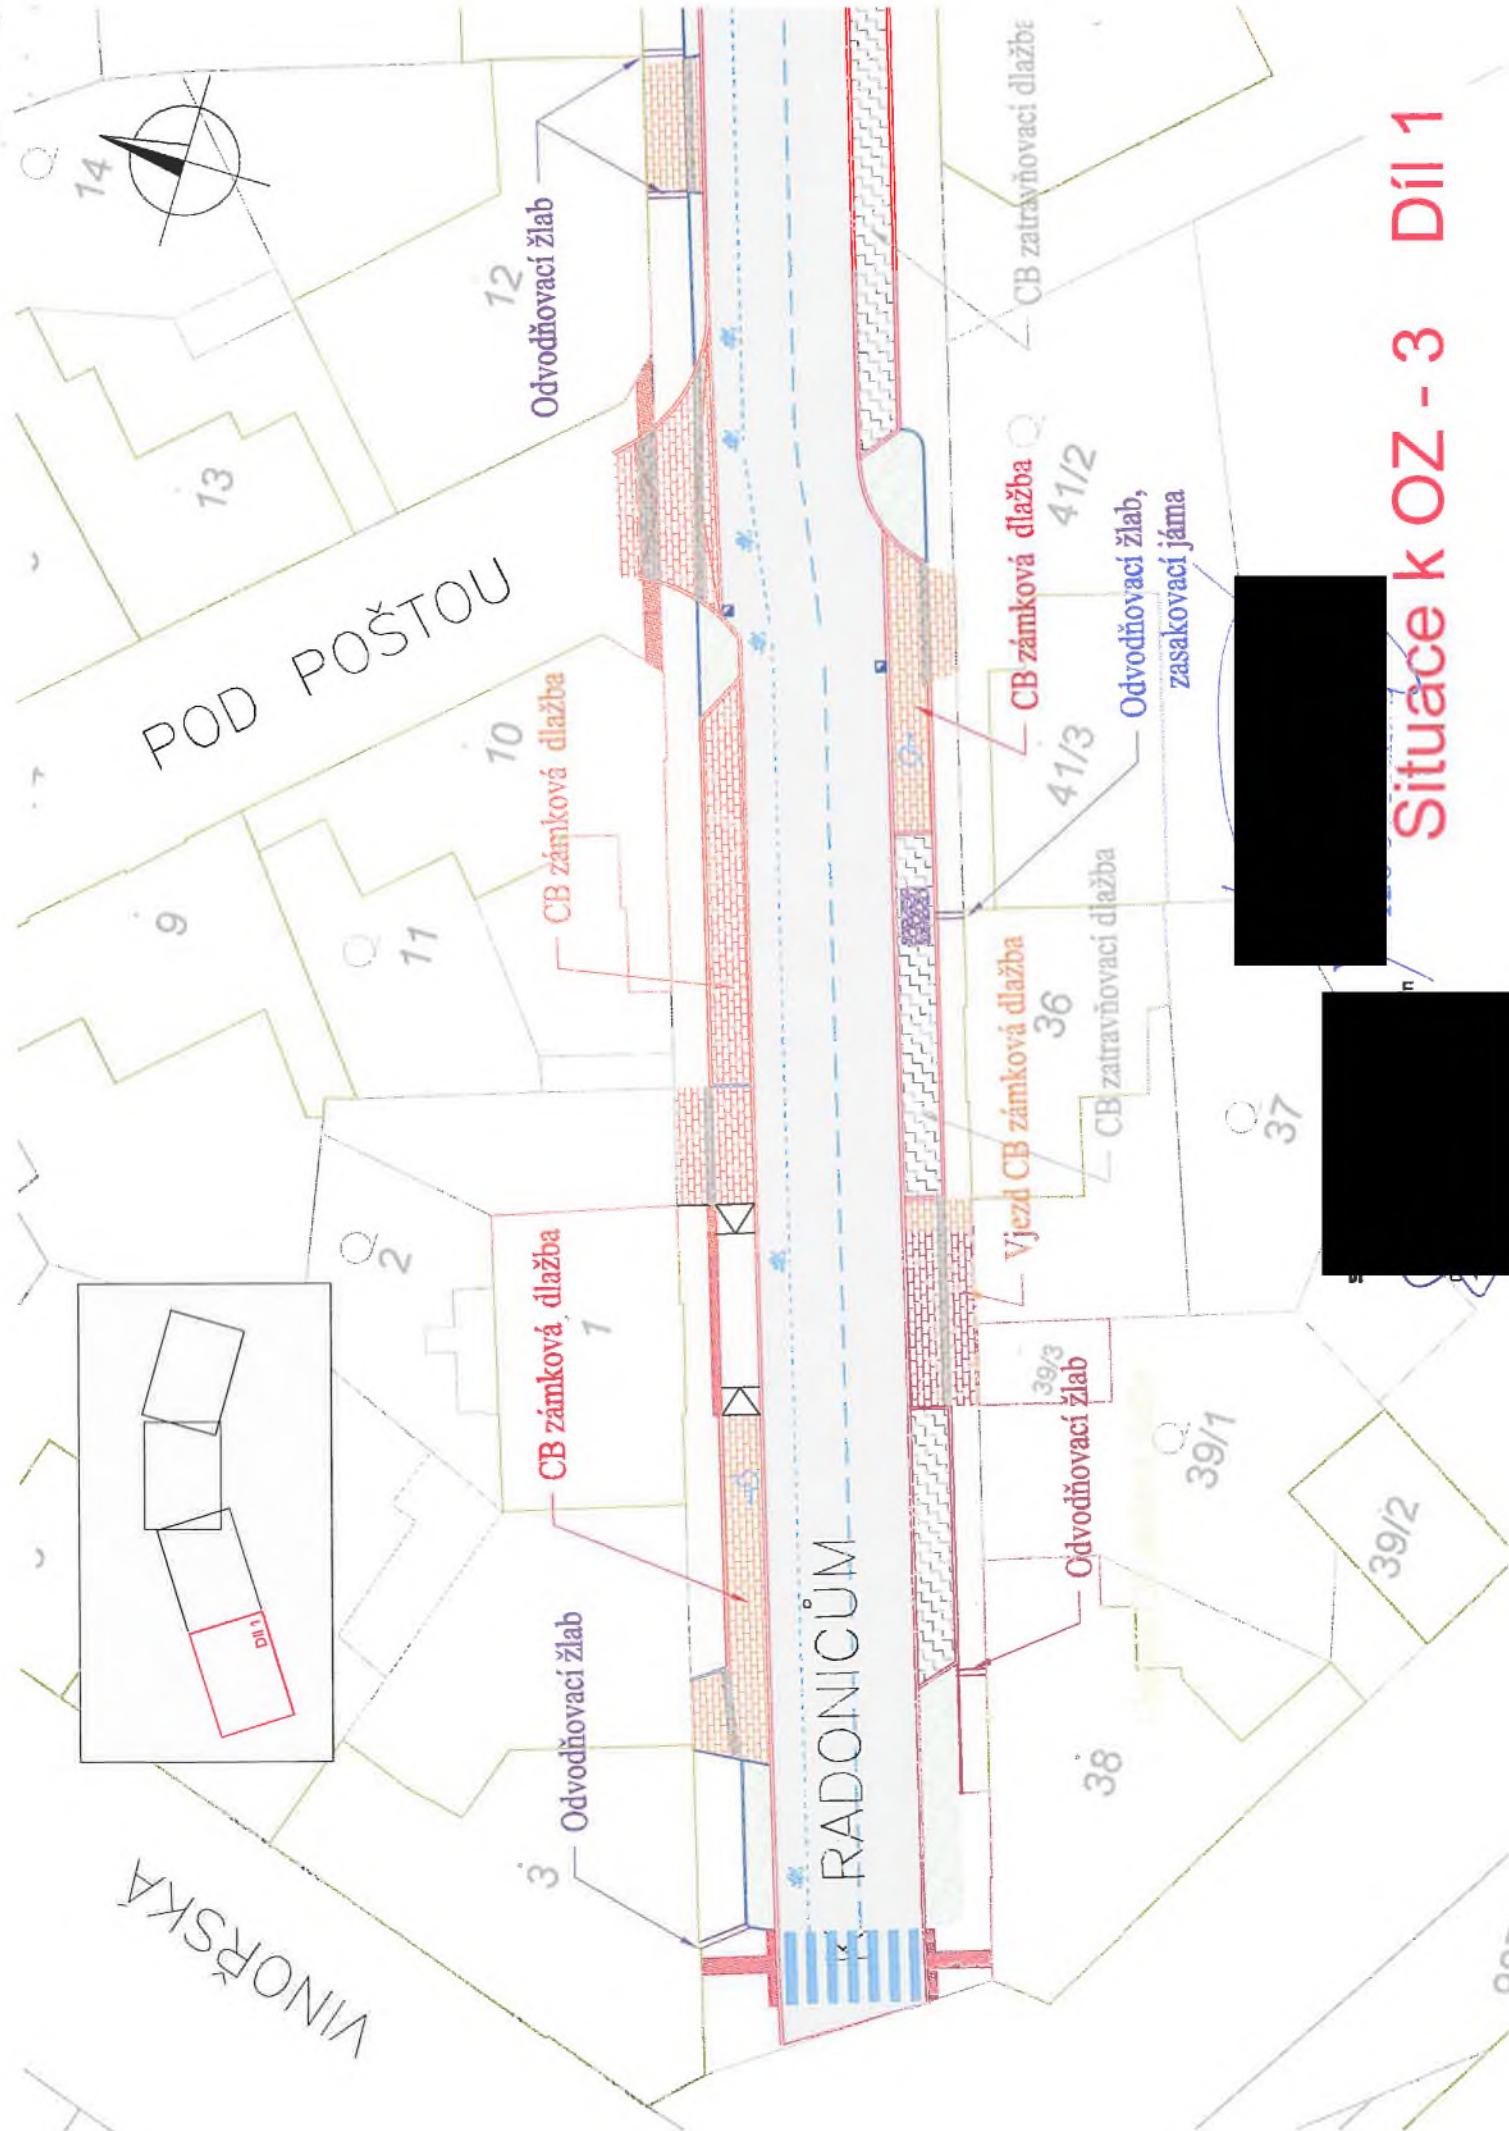 14
12
Odvodňovací žlab
13
CB zatravňovací dlažba
Situace k OZ - 3 Díl 1
POD POŠTOU
10
CB zámková dlažba
41/2
CB zámková dlažba
Odvodňovací žlab,
zasakovací jáma
41/3
9
11
36
CB zatravňovací dlažba
Vjezd CB zámková dlažba
37
2
1
CB zámková dlažba
39/3
Odvodňovací žlab
39/1
39/2
Díl 1
K RADONICŮM
38
3
Odvodňovací žlab
VINOŘSKÁ